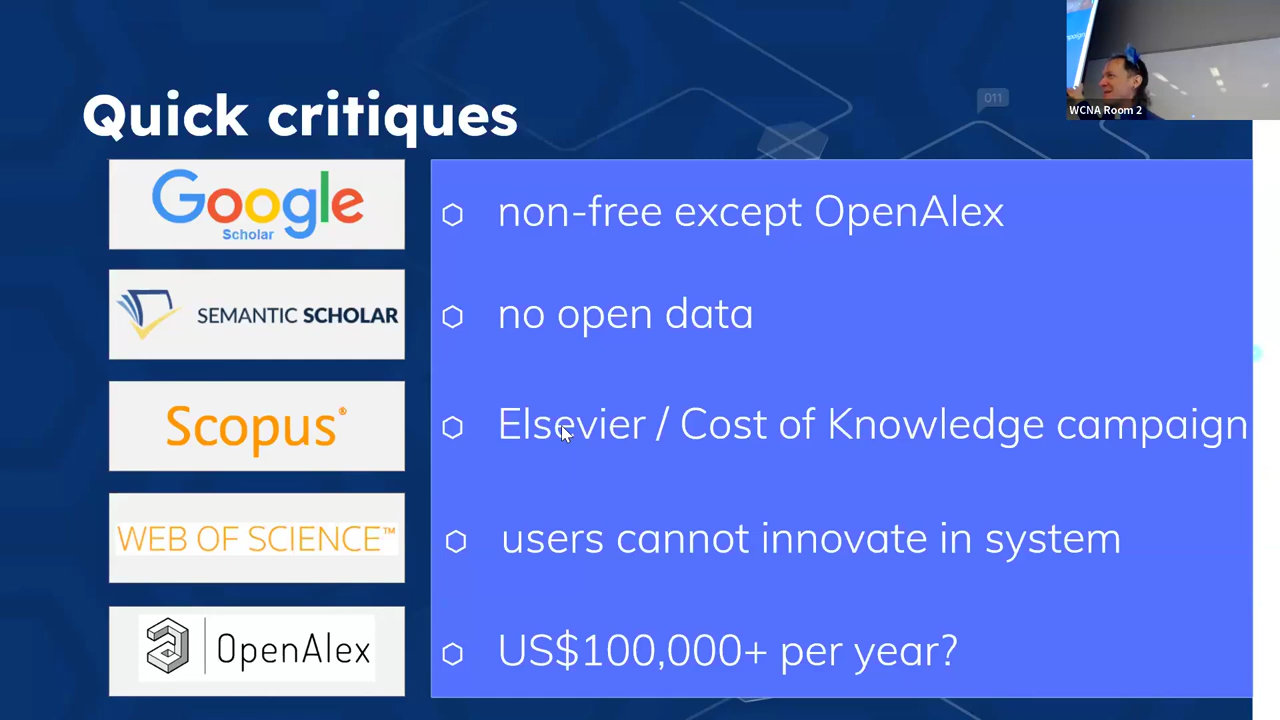 Quick critiques
011
WCNA Room 2
Google
Scholar
non-free except OpenAlex
SEMANTIC SCHOLAR
no open data
Scopus®
Elsevier / Cost of Knowledge campaign
WEB OF SCIENCE™
users cannot innovate in system
OpenAlex
US$100,000+ per year?